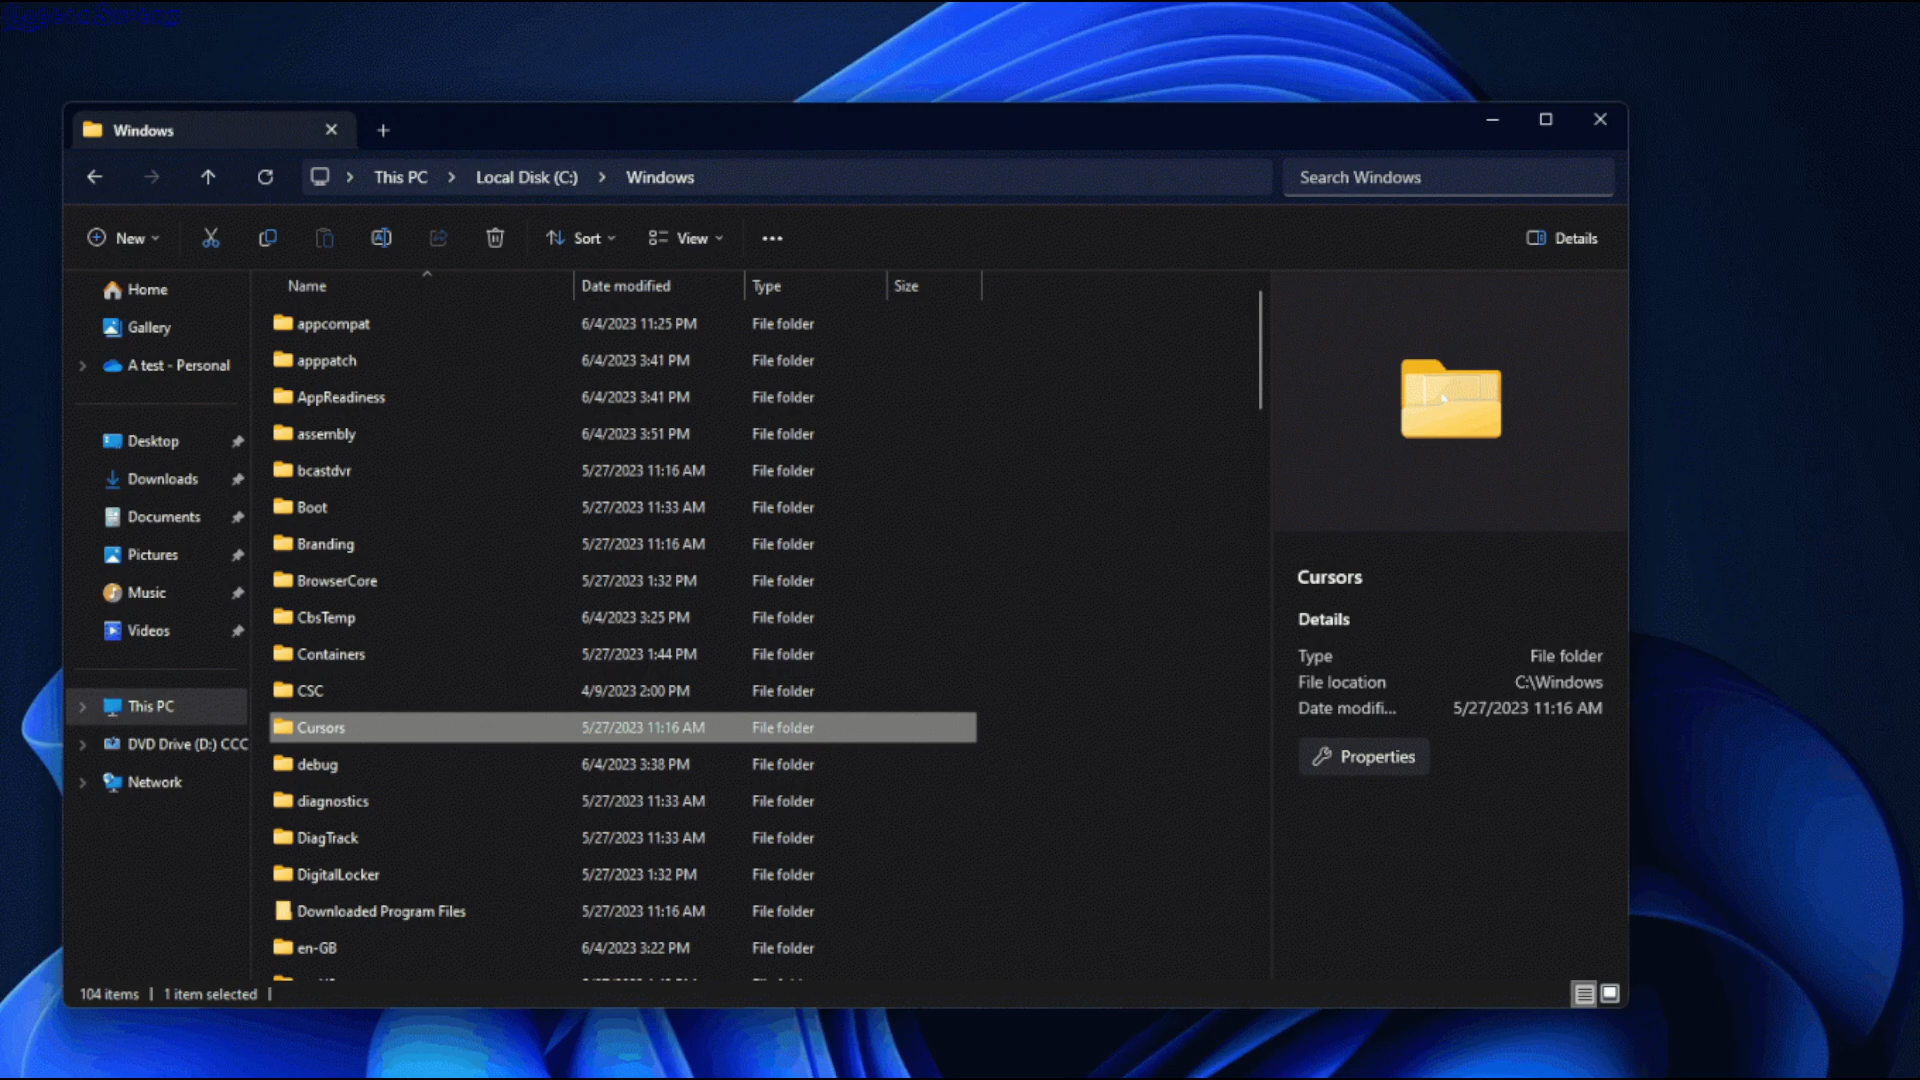 Windows
This PC > Local Disk (C:) > Windows
Search Windows
New
Sort
View
Details
Home
Gallery
A test - Personal
Desktop
Downloads
Documents
Pictures
Music
Videos
This PC
DVD Drive (D:) CCC
Network
Name Date modified Type Size
appcompat 6/4/2023 11:25 PM File folder
apppatch 6/4/2023 3:41 PM File folder
AppReadiness 6/4/2023 3:41 PM File folder
assembly 6/4/2023 3:51 PM File folder
bcastdvr 5/27/2023 11:16 AM File folder
Boot 5/27/2023 11:33 AM File folder
Branding 5/27/2023 11:16 AM File folder
BrowserCore 5/27/2023 1:32 PM File folder
CbsTemp 6/4/2023 3:25 PM File folder
Containers 5/27/2023 1:44 PM File folder
CSC 4/9/2023 2:00 PM File folder
Cursors 5/27/2023 11:16 AM File folder
debug 6/4/2023 3:38 PM File folder
diagnostics 5/27/2023 11:33 AM File folder
DiagTrack 5/27/2023 11:33 AM File folder
DigitalLocker 5/27/2023 1:32 PM File folder
Downloaded Program Files 5/27/2023 11:16 AM File folder
en-GB 6/4/2023 3:22 PM File folder
Cursors
Details
Type File folder
File location C:\Windows
Date modifi... 5/27/2023 11:16 AM
Properties
104 items | 1 item selected |